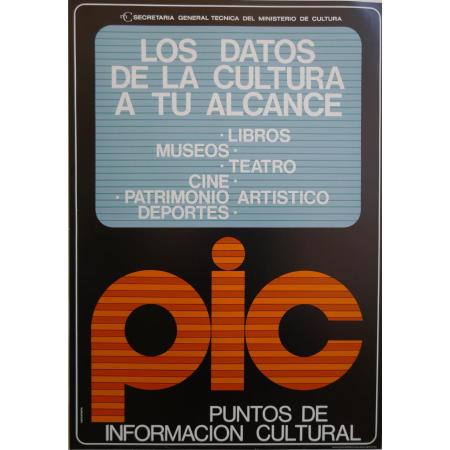 SECRETARIA GENERAL TECNICA DEL MINISTERIO DE CULTURA
LOS DATOS
DE LA CULTURA
A TU ALCANCE
· LIBROS
MUSEOS ·
· TEATRO
CINE ·
· PATRIMONIO ARTISTICO
DEPORTES ·
pic
PUNTOS DE
INFORMACION CULTURAL